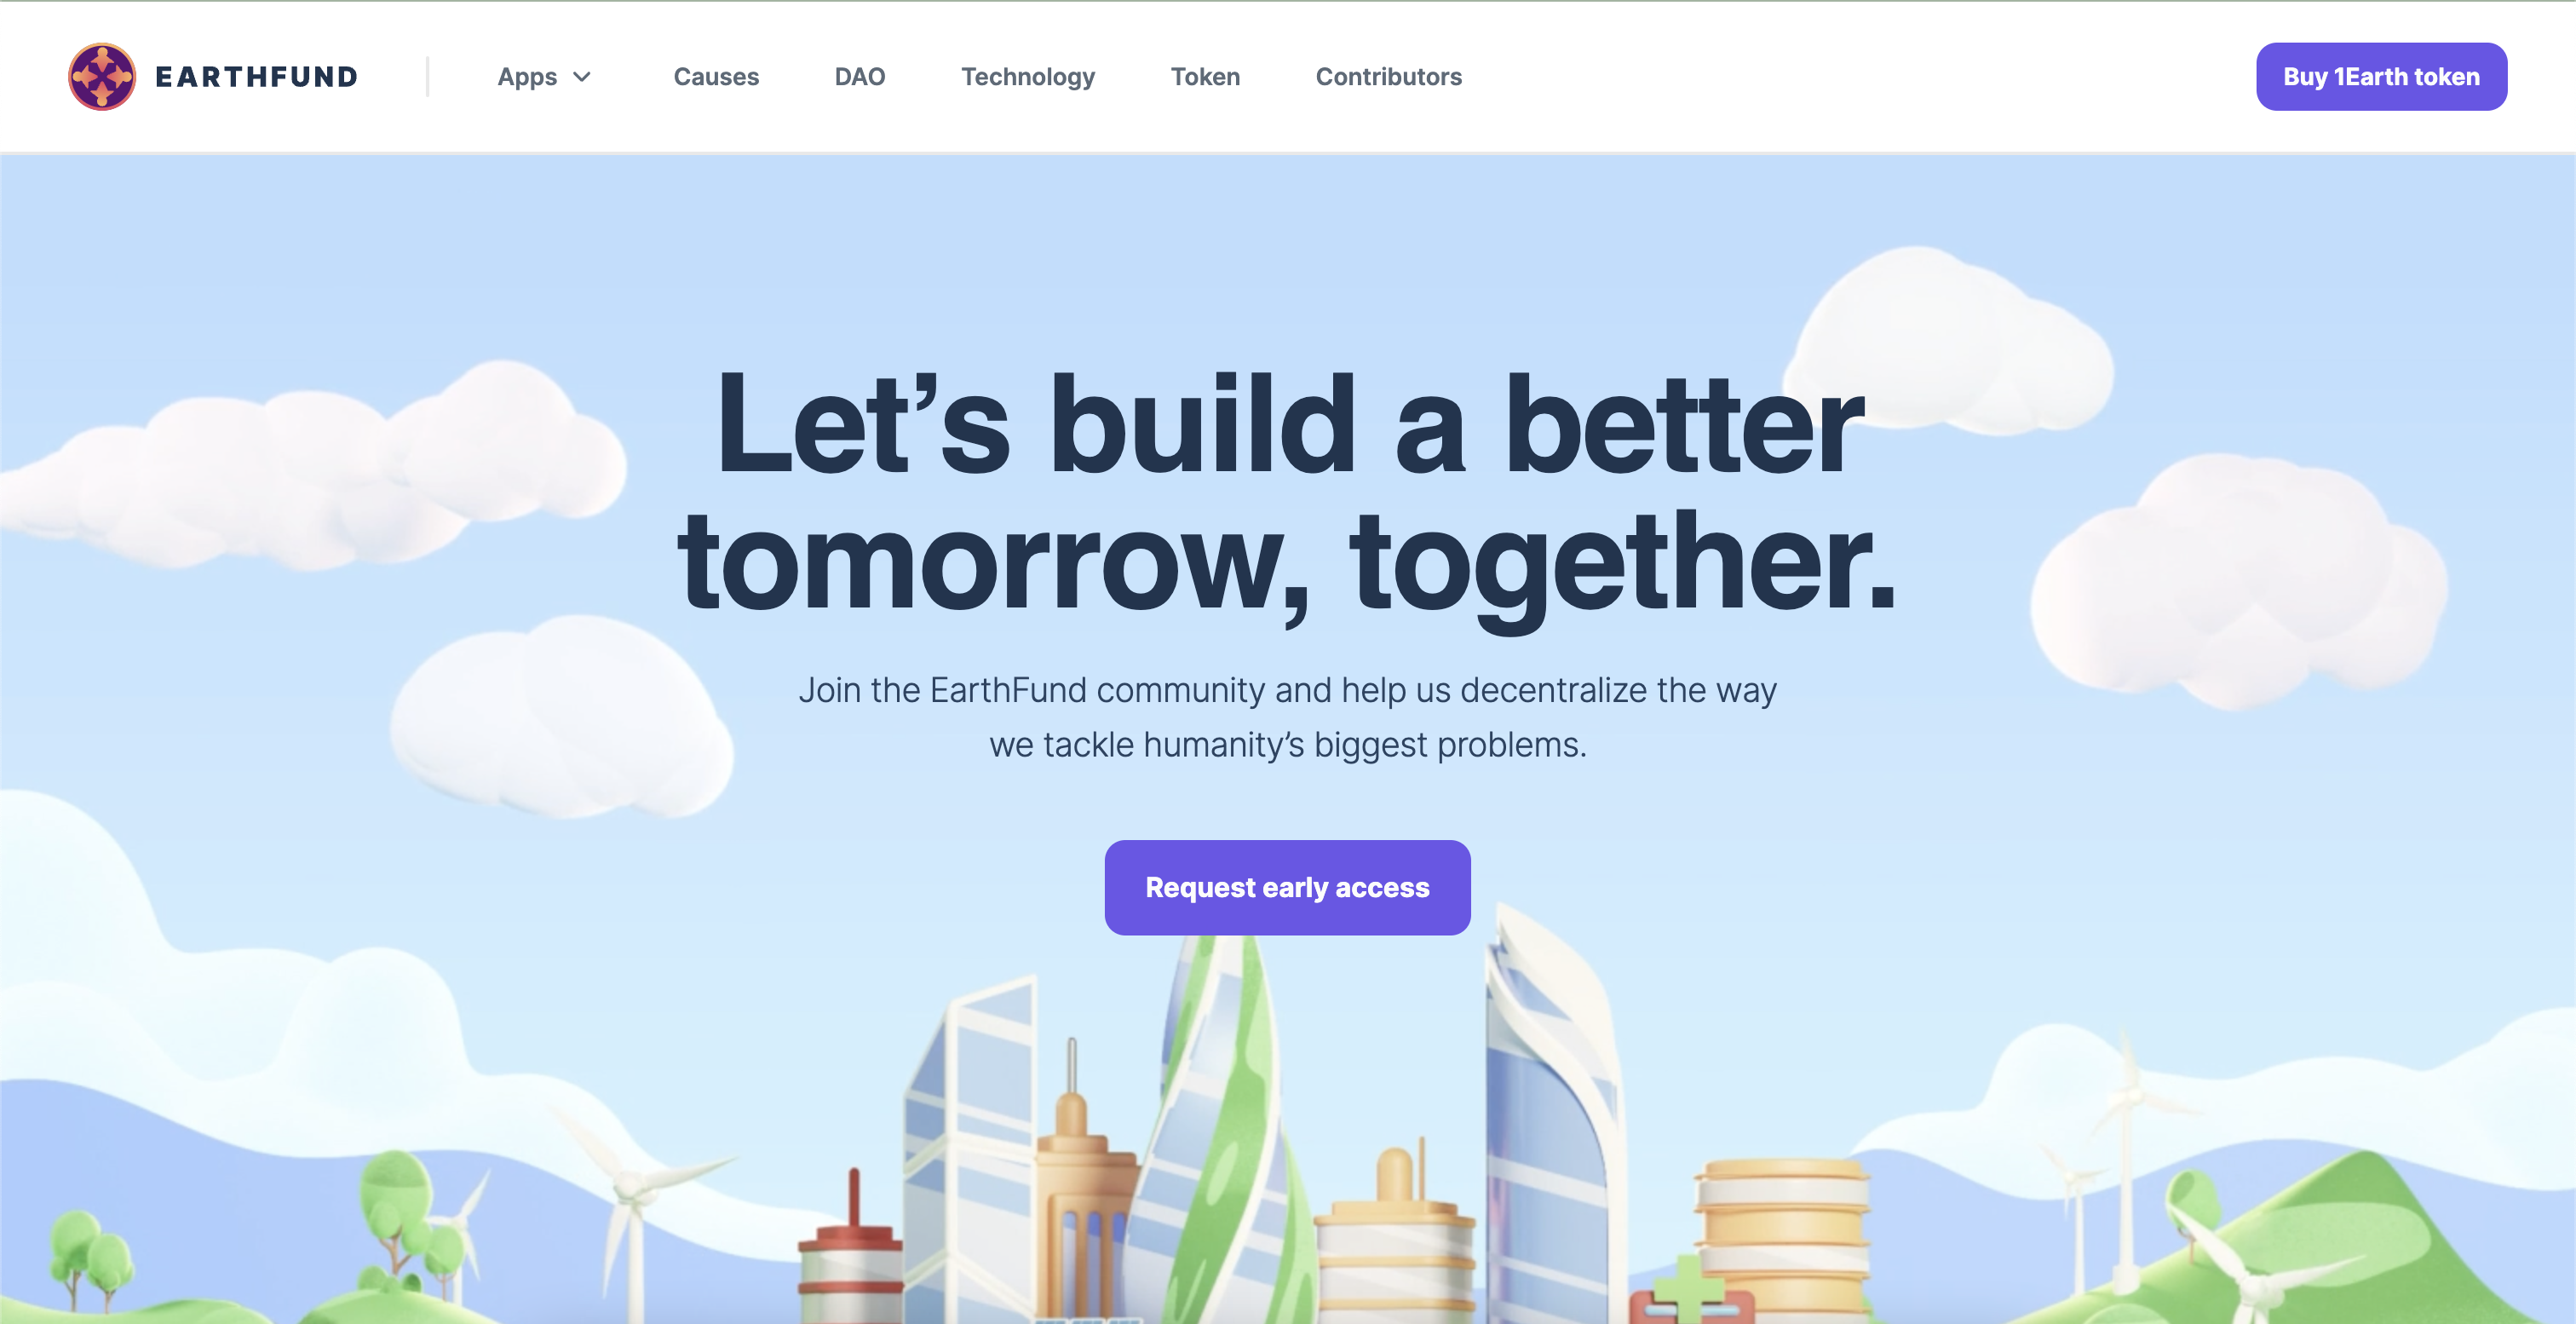 EARTHFUND
Apps
Causes
DAO
Technology
Token
Contributors
Buy 1Earth token
Let’s build a better
tomorrow, together.
Join the EarthFund community and help us decentralize the way
we tackle humanity’s biggest problems.
Request early access